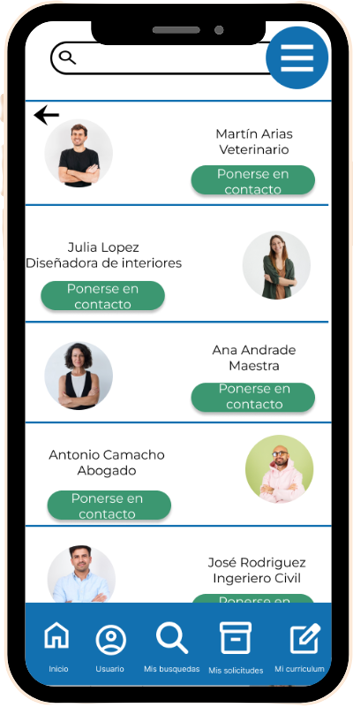 Martín Arias
Veterinario
Ponerse en
contacto
Julia Lopez
Diseñadora de interiores
Ponerse en
contacto
Ana Andrade
Maestra
Ponerse en
contacto
Antonio Camacho
Abogado
Ponerse en
contacto
José Rodriguez
Ingeriero Civil
Ponerse en
Inicio
Usuario
Mis busquedas
Mis solicitudes
Mi curriculum